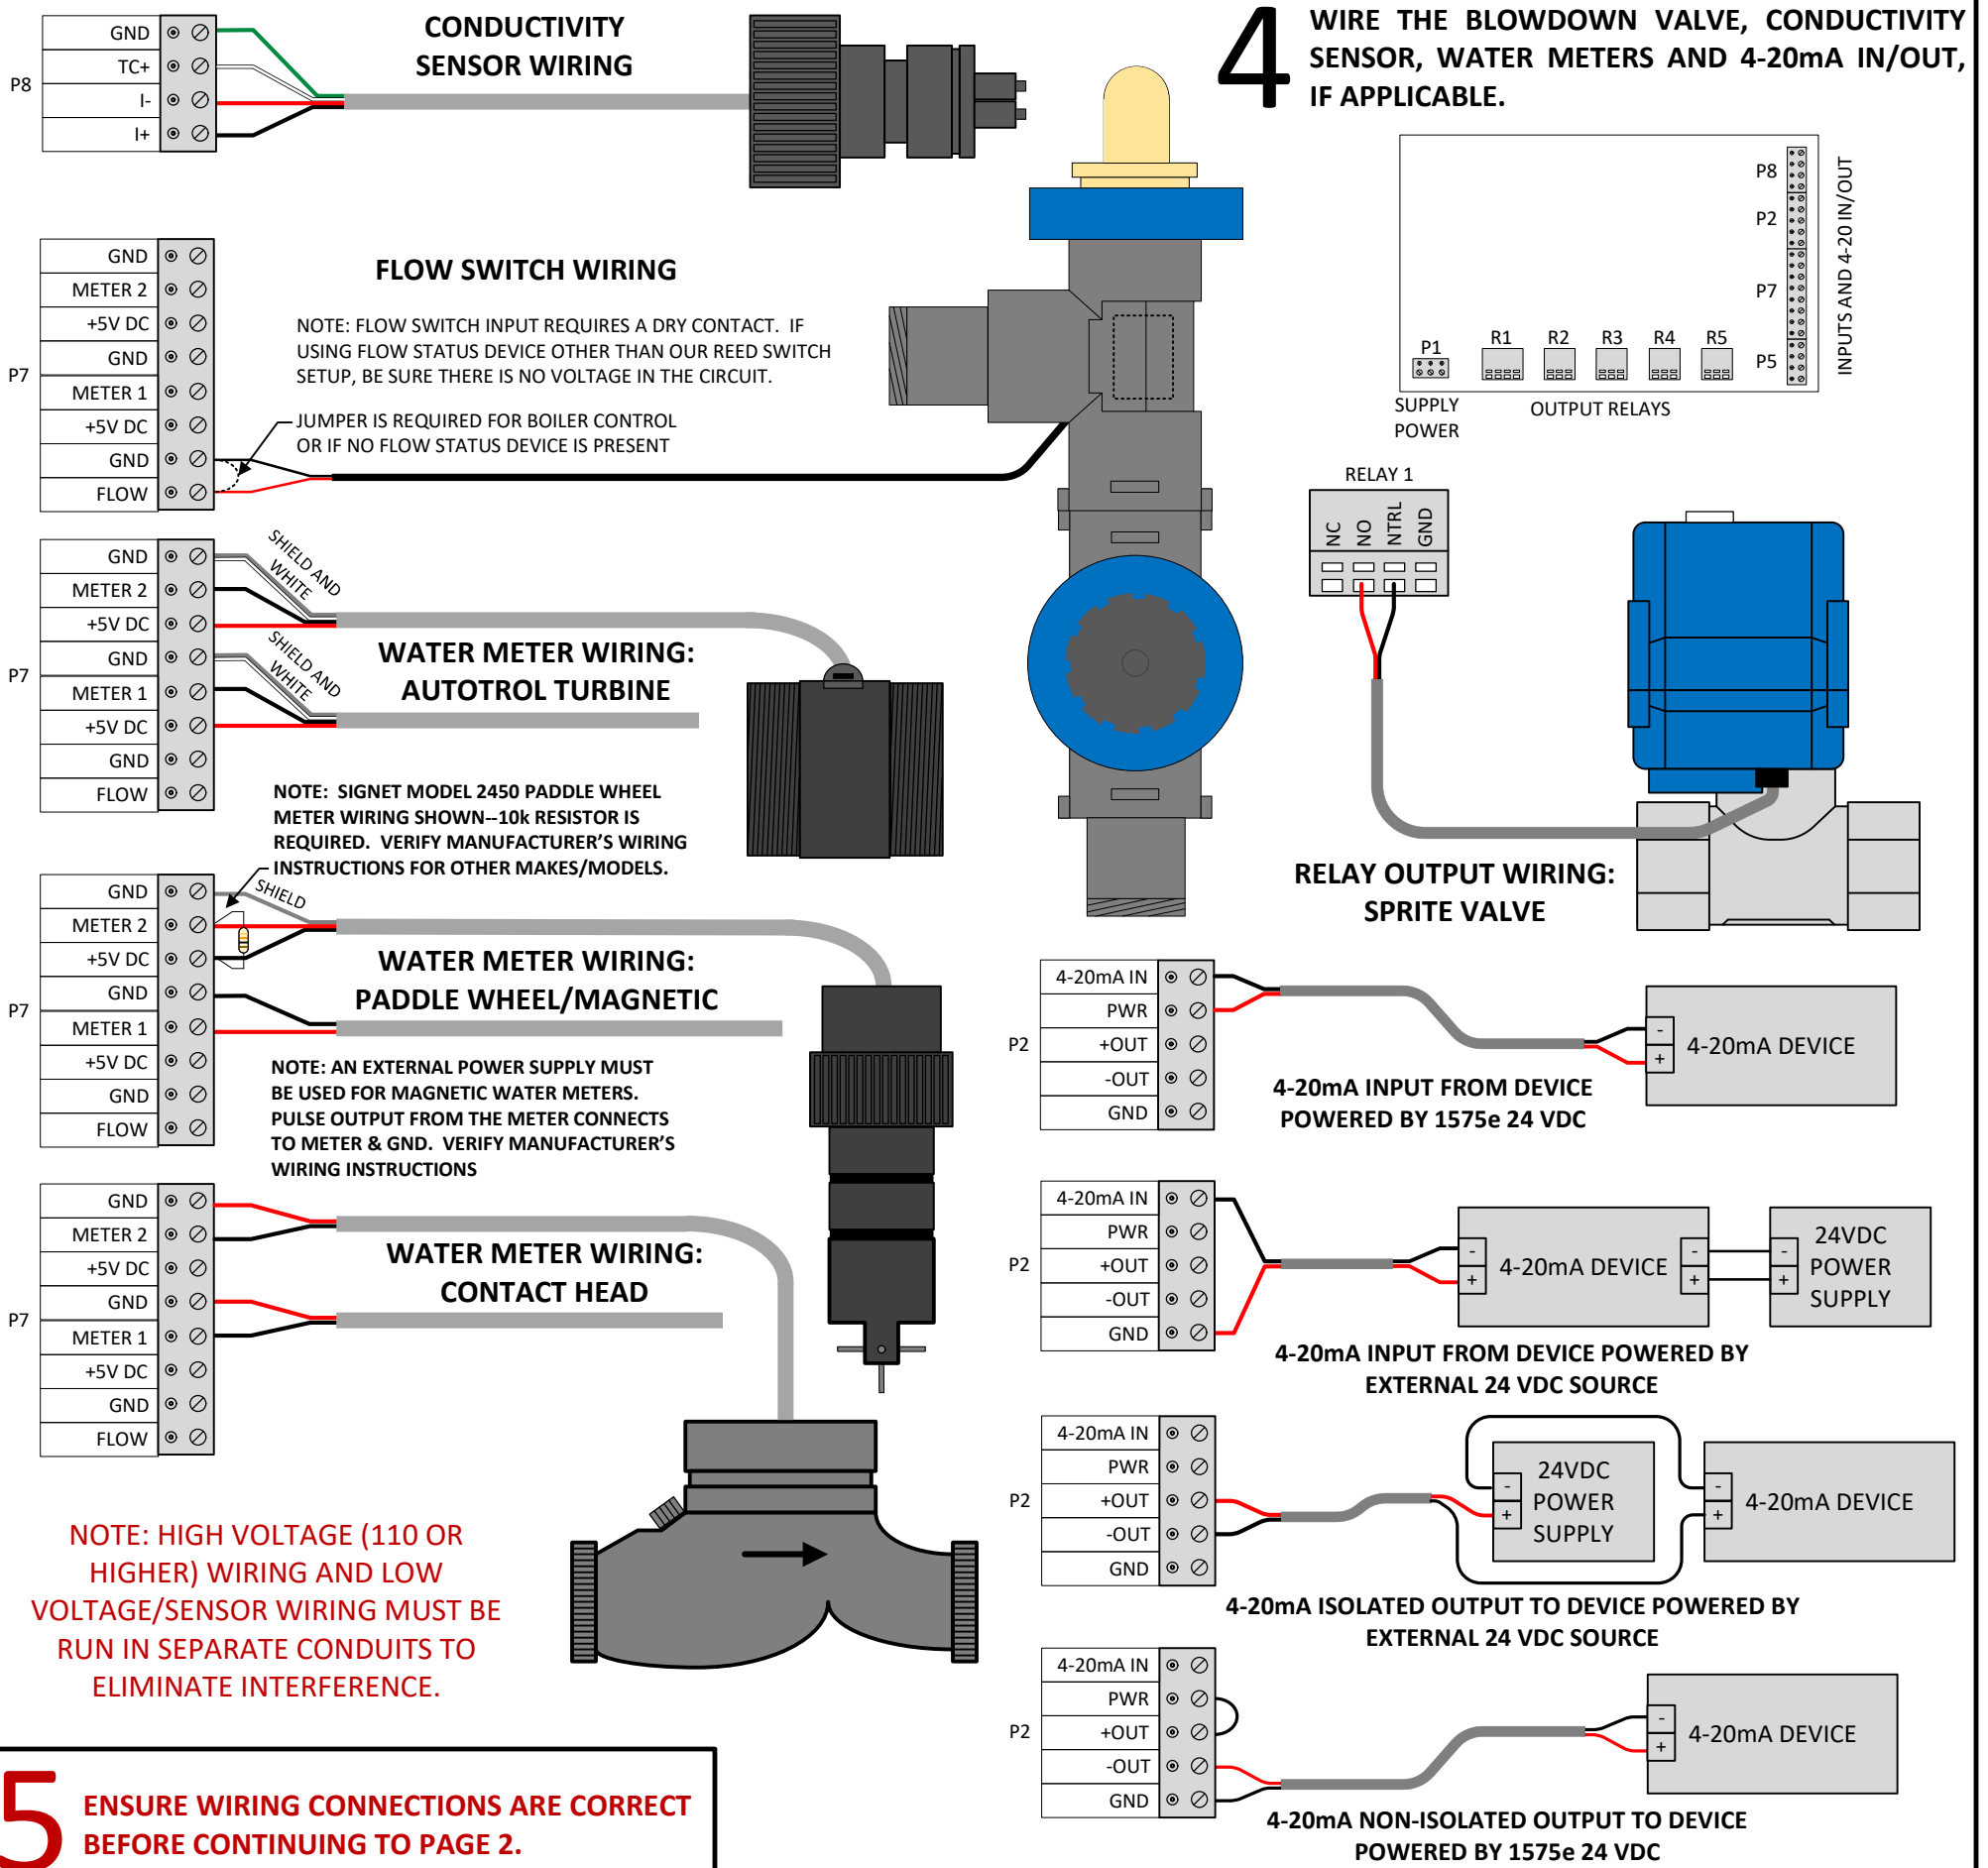 4
WIRE THE BLOWDOWN VALVE, CONDUCTIVITY
SENSOR, WATER METERS AND 4-20mA IN/OUT,
IF APPLICABLE.
CONDUCTIVITY
SENSOR WIRING
P8
GND
TC+
I-
I+
P7
GND
METER 2
+5V DC
GND
METER 1
+5V DC
GND
FLOW
FLOW SWITCH WIRING
NOTE: FLOW SWITCH INPUT REQUIRES A DRY CONTACT. IF
USING FLOW STATUS DEVICE OTHER THAN OUR REED SWITCH
SETUP, BE SURE THERE IS NO VOLTAGE IN THE CIRCUIT.
JUMPER IS REQUIRED FOR BOILER CONTROL
OR IF NO FLOW STATUS DEVICE IS PRESENT
P7
GND
METER 2
+5V DC
GND
METER 1
+5V DC
GND
FLOW
SHIELD AND
WHITE
SHIELD AND
WHITE
WATER METER WIRING:
AUTOTROL TURBINE
NOTE: SIGNET MODEL 2450 PADDLE WHEEL
METER WIRING SHOWN--10k RESISTOR IS
REQUIRED. VERIFY MANUFACTURER'S WIRING
INSTRUCTIONS FOR OTHER MAKES/MODELS.
P7
GND
METER 2
+5V DC
GND
METER 1
+5V DC
GND
FLOW
SHIELD
WATER METER WIRING:
PADDLE WHEEL/MAGNETIC
NOTE: AN EXTERNAL POWER SUPPLY MUST
BE USED FOR MAGNETIC WATER METERS.
PULSE OUTPUT FROM THE METER CONNECTS
TO METER & GND. VERIFY MANUFACTURER'S
WIRING INSTRUCTIONS
P7
GND
METER 2
+5V DC
GND
METER 1
+5V DC
GND
FLOW
WATER METER WIRING:
CONTACT HEAD
NOTE: HIGH VOLTAGE (110 OR
HIGHER) WIRING AND LOW
VOLTAGE/SENSOR WIRING MUST BE
RUN IN SEPARATE CONDUITS TO
ELIMINATE INTERFERENCE.
5
ENSURE WIRING CONNECTIONS ARE CORRECT
BEFORE CONTINUING TO PAGE 2.
P8
P2
P7
P5
INPUTS AND 4-20 IN/OUT
P1
R1
R2
R3
R4
R5
SUPPLY
POWER
OUTPUT RELAYS
RELAY 1
NC
NO
NTRL
GND
RELAY OUTPUT WIRING:
SPRITE VALVE
P2
4-20mA IN
PWR
+OUT
-OUT
GND
-
+
4-20mA DEVICE
4-20mA INPUT FROM DEVICE
POWERED BY 1575e 24 VDC
P2
4-20mA IN
PWR
+OUT
-OUT
GND
-
+
4-20mA DEVICE
-
+
-
+
24VDC
POWER
SUPPLY
4-20mA INPUT FROM DEVICE POWERED BY
EXTERNAL 24 VDC SOURCE
P2
4-20mA IN
PWR
+OUT
-OUT
GND
-
+
24VDC
POWER
SUPPLY
-
+
4-20mA DEVICE
4-20mA ISOLATED OUTPUT TO DEVICE POWERED BY
EXTERNAL 24 VDC SOURCE
P2
4-20mA IN
PWR
+OUT
-OUT
GND
-
+
4-20mA DEVICE
4-20mA NON-ISOLATED OUTPUT TO DEVICE
POWERED BY 1575e 24 VDC